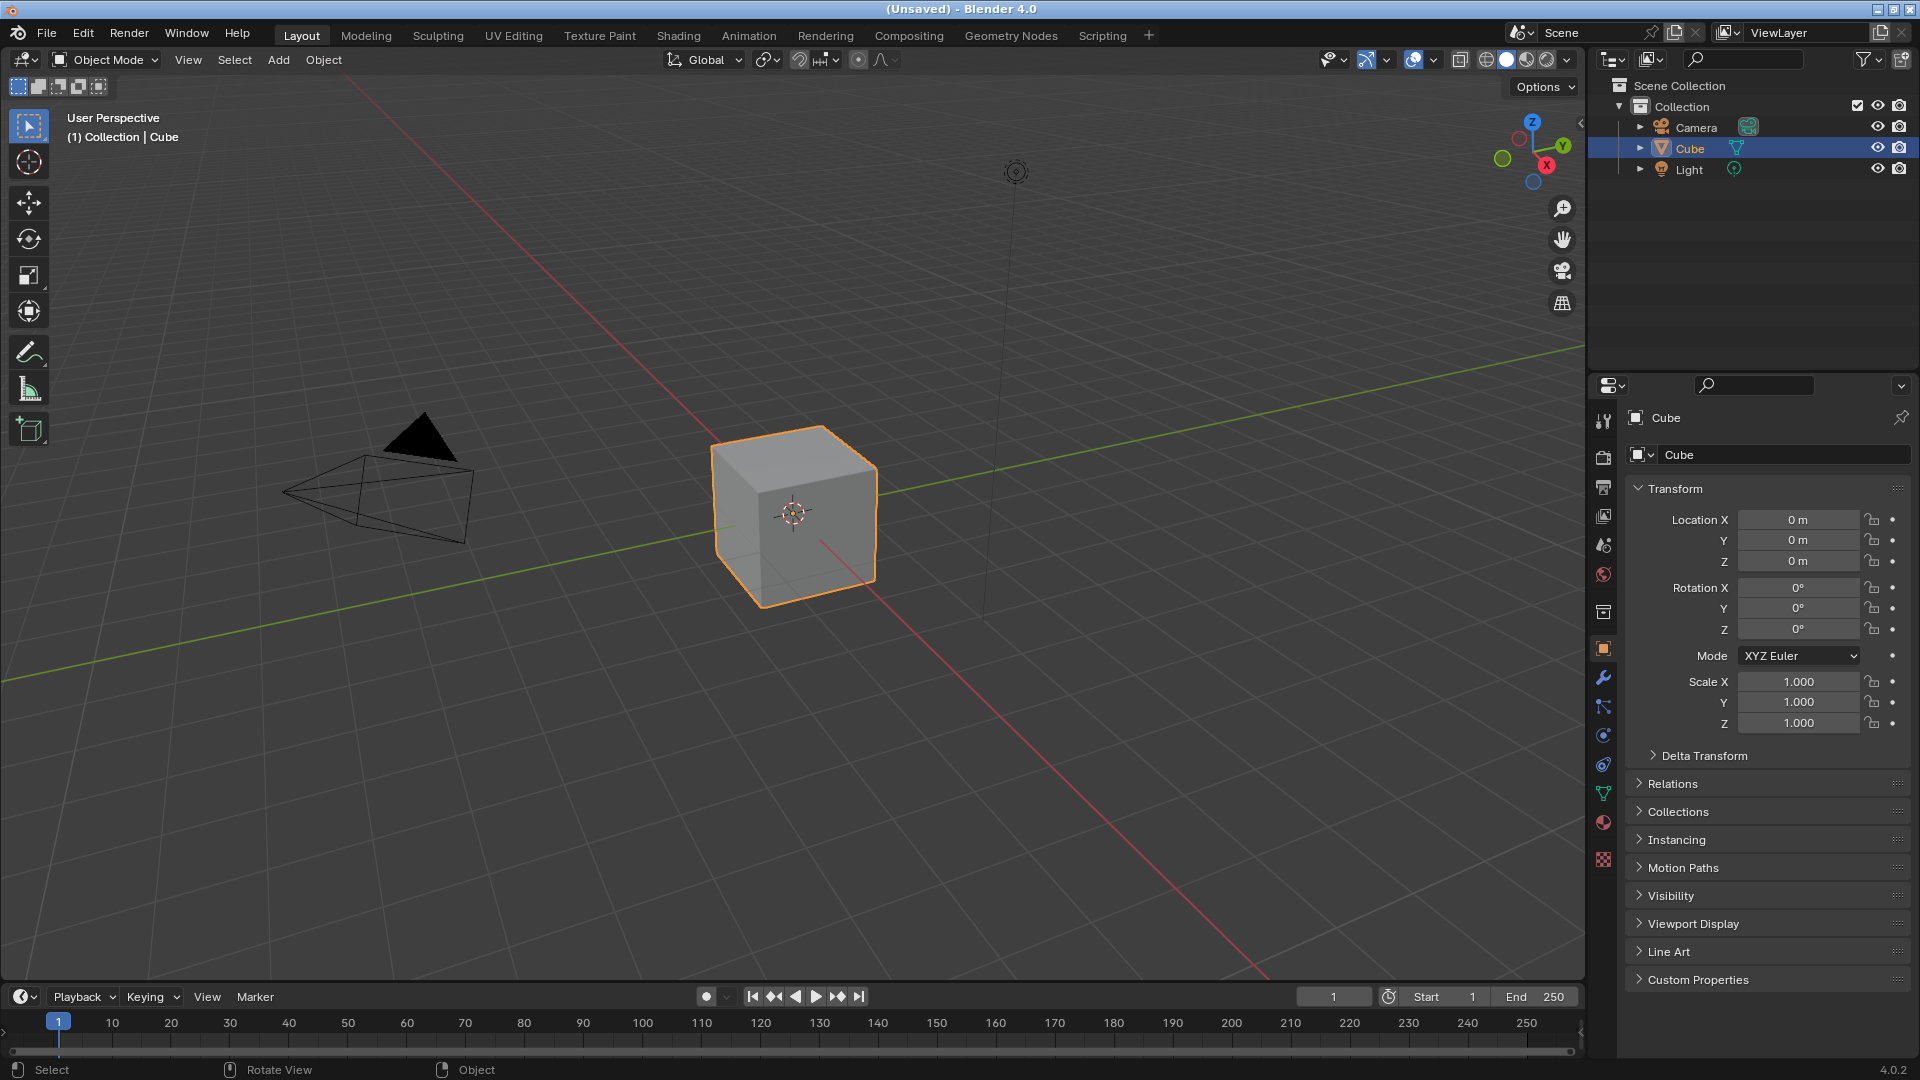 (Unsaved) - Blender 4.0
File Edit Render Window Help Layout Modeling Sculpting UV Editing Texture Paint Shading Animation Rendering Compositing Geometry Nodes Scripting + Scene ViewLayer
Object Mode View Select Add Object Global
Options
User Perspective
(1) Collection | Cube
Z
Y
X
Scene Collection
Collection
Camera
Cube
Light
Cube
Cube
Transform
Location X 0 m
Y 0 m
Z 0 m
Rotation X 0°
Y 0°
Z 0°
Mode XYZ Euler
Scale X 1.000
Y 1.000
Z 1.000
Delta Transform
Relations
Collections
Instancing
Motion Paths
Visibility
Viewport Display
Line Art
Custom Properties
Playback Keying View Marker 1 Start 1 End 250
1 10 20 30 40 50 60 70 80 90 100 110 120 130 140 150 160 170 180 190 200 210 220 230 240 250
Select Rotate View Object 4.0.2